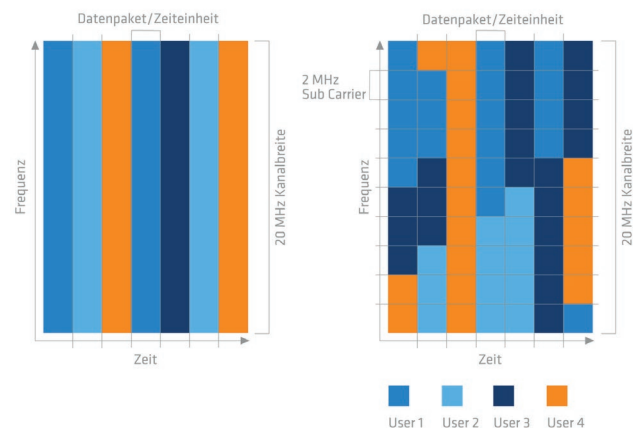 Datenpaket/Zeiteinheit
Frequenz
20 MHz Kanalbreite
Zeit
Datenpaket/Zeiteinheit
2 MHz
Sub Carrier
Frequenz
20 MHz Kanalbreite
Zeit
User 1
User 2
User 3
User 4